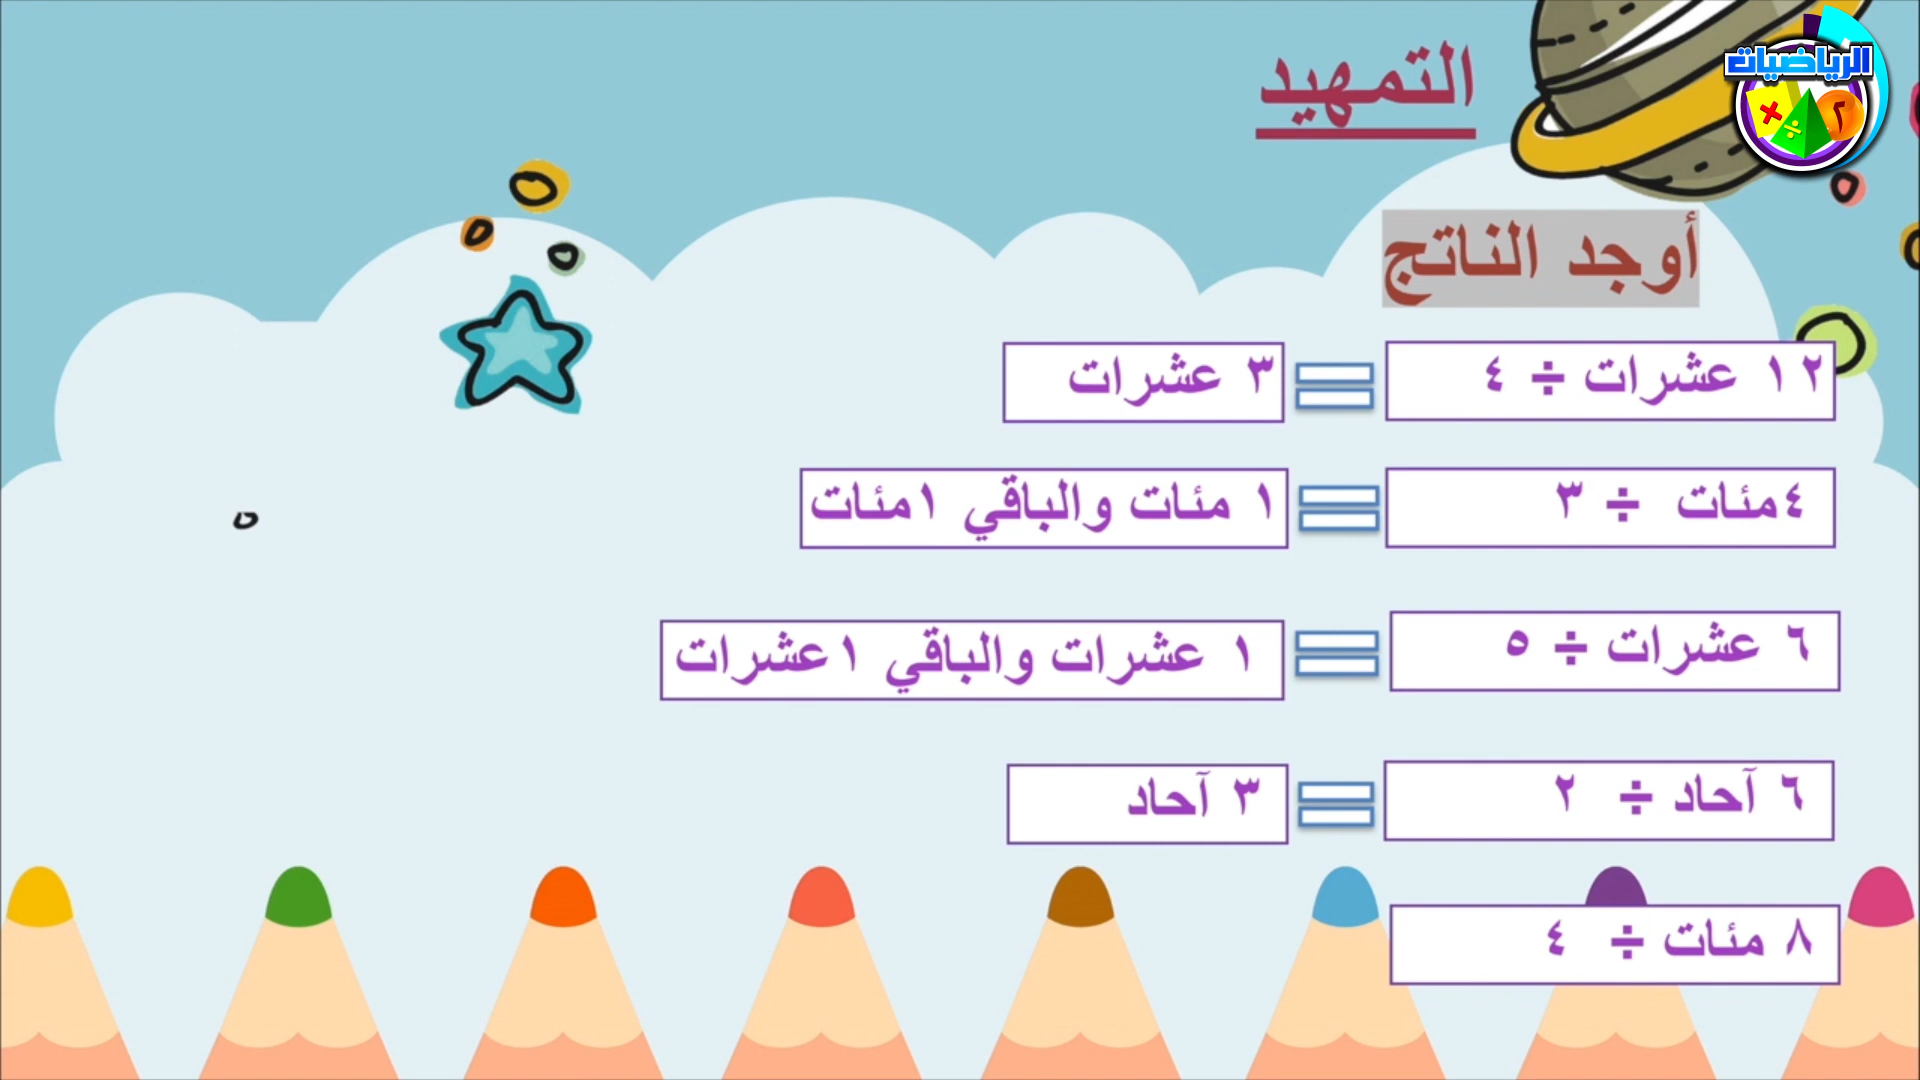 الرياضيات
× ÷ ٢
التمهيد
أوجد الناتج
١٢ عشرات ÷ ٤ = ٣ عشرات
٤مئات ÷ ٣ = ١ مئات والباقي ١مئات
٦ عشرات ÷ ٥ = ١ عشرات والباقي ١عشرات
٦ آحاد ÷ ٢ = ٣ آحاد
٨ مئات ÷ ٤